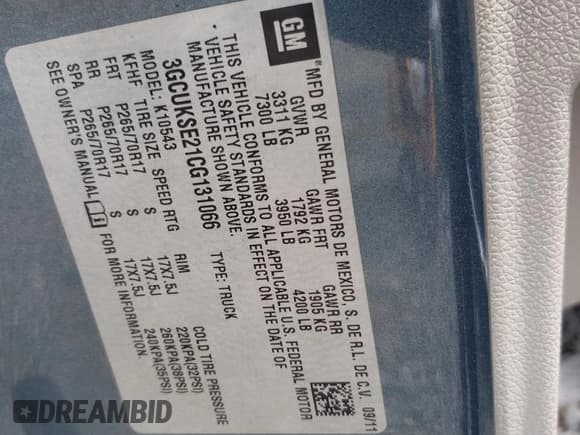 GM
MFD BY GENERAL MOTORS DE MEXICO, S. DE R.L. DE C.V. 09/11
GVWR GAWR FRT GAWR RR
3311 KG 1792 KG 1905 KG
7300 LB 3950 LB 4200 LB
THIS VEHICLE CONFORMS TO ALL APPLICABLE U.S. FEDERAL MOTOR
VEHICLE SAFETY STANDARDS IN EFFECT ON THE DATE OF
MANUFACTURE SHOWN ABOVE.
3GCUKSE21CG131066 TYPE: TRUCK
MODEL: K10543
KFHF TIRE SIZE SPEED RTG RIM COLD TIRE PRESSURE
FRT P265/70R17 S 17X7.5J 220KPA(32PSI)
RR P265/70R17 S 17X7.5J 260KPA(38PSI)
SPA P265/70R17 S 17X7.5J 240KPA(35PSI)
SEE OWNER'S MANUAL FOR MORE INFORMATION.
DREAMBID